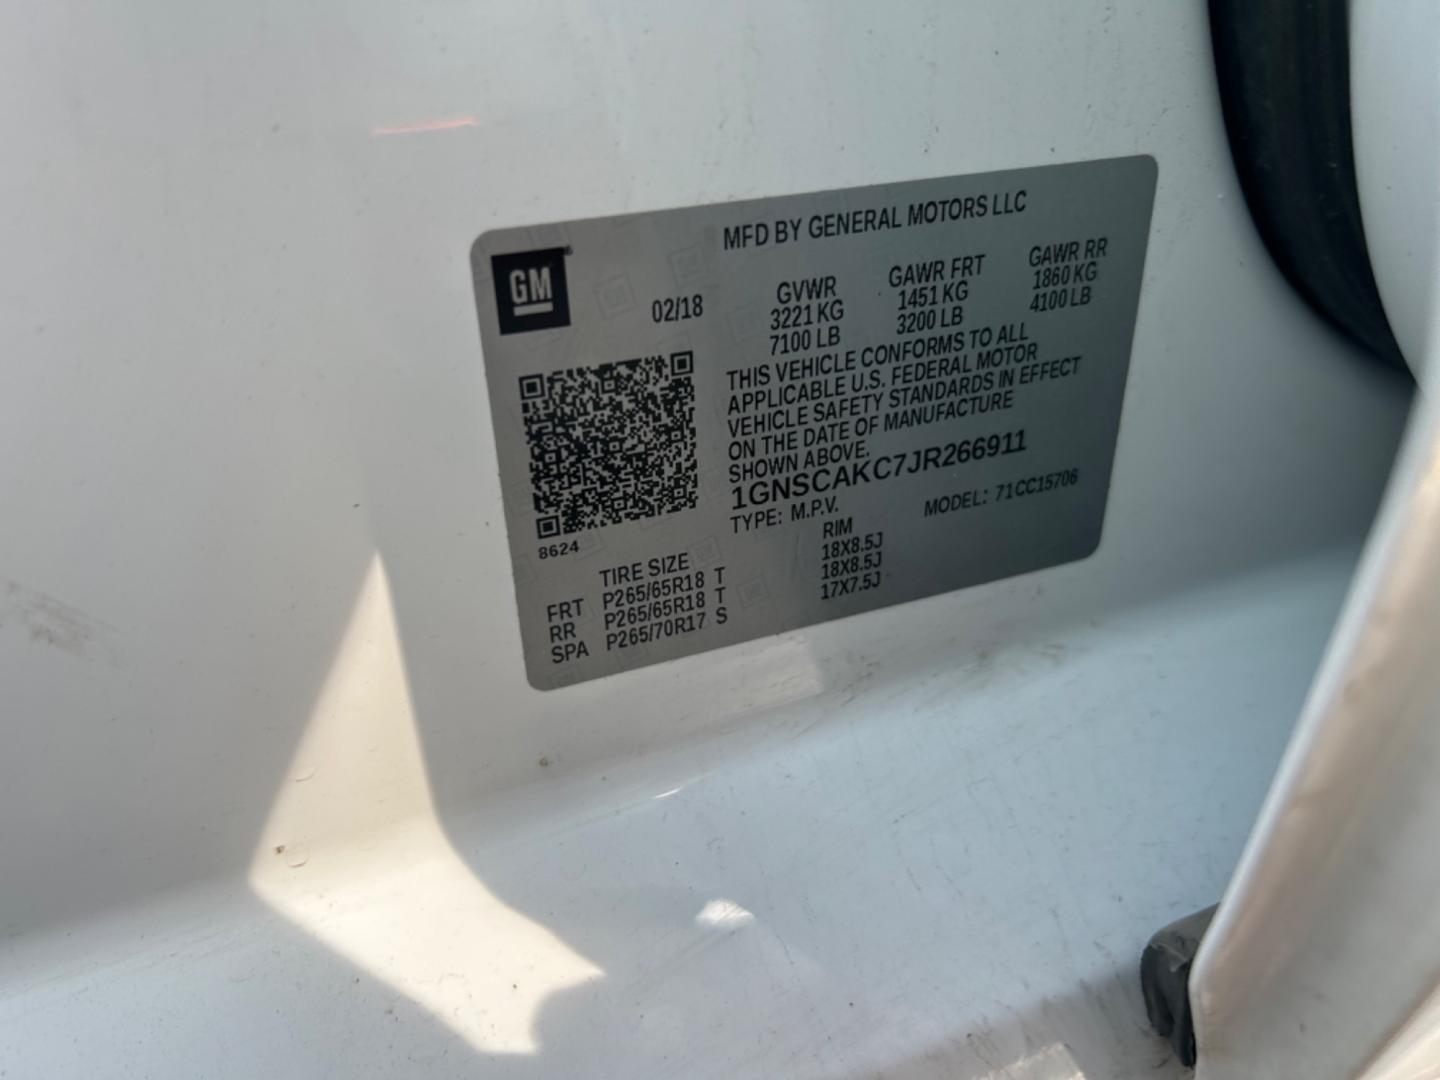 MFD BY GENERAL MOTORS LLC
GM®
02/18
GVWR GAWR FRT GAWR RR
3221 KG 1451 KG 1860 KG
7100 LB 3200 LB 4100 LB
THIS VEHICLE CONFORMS TO ALL
APPLICABLE U.S. FEDERAL MOTOR
VEHICLE SAFETY STANDARDS IN EFFECT
ON THE DATE OF MANUFACTURE
SHOWN ABOVE.
1GNSCAKC7JR266911
TYPE: M.P.V. MODEL: 71CC15706
8624
TIRE SIZE RIM
FRT P265/65R18 T 18X8.5J
RR P265/65R18 T 18X8.5J
SPA P265/70R17 S 17X7.5J